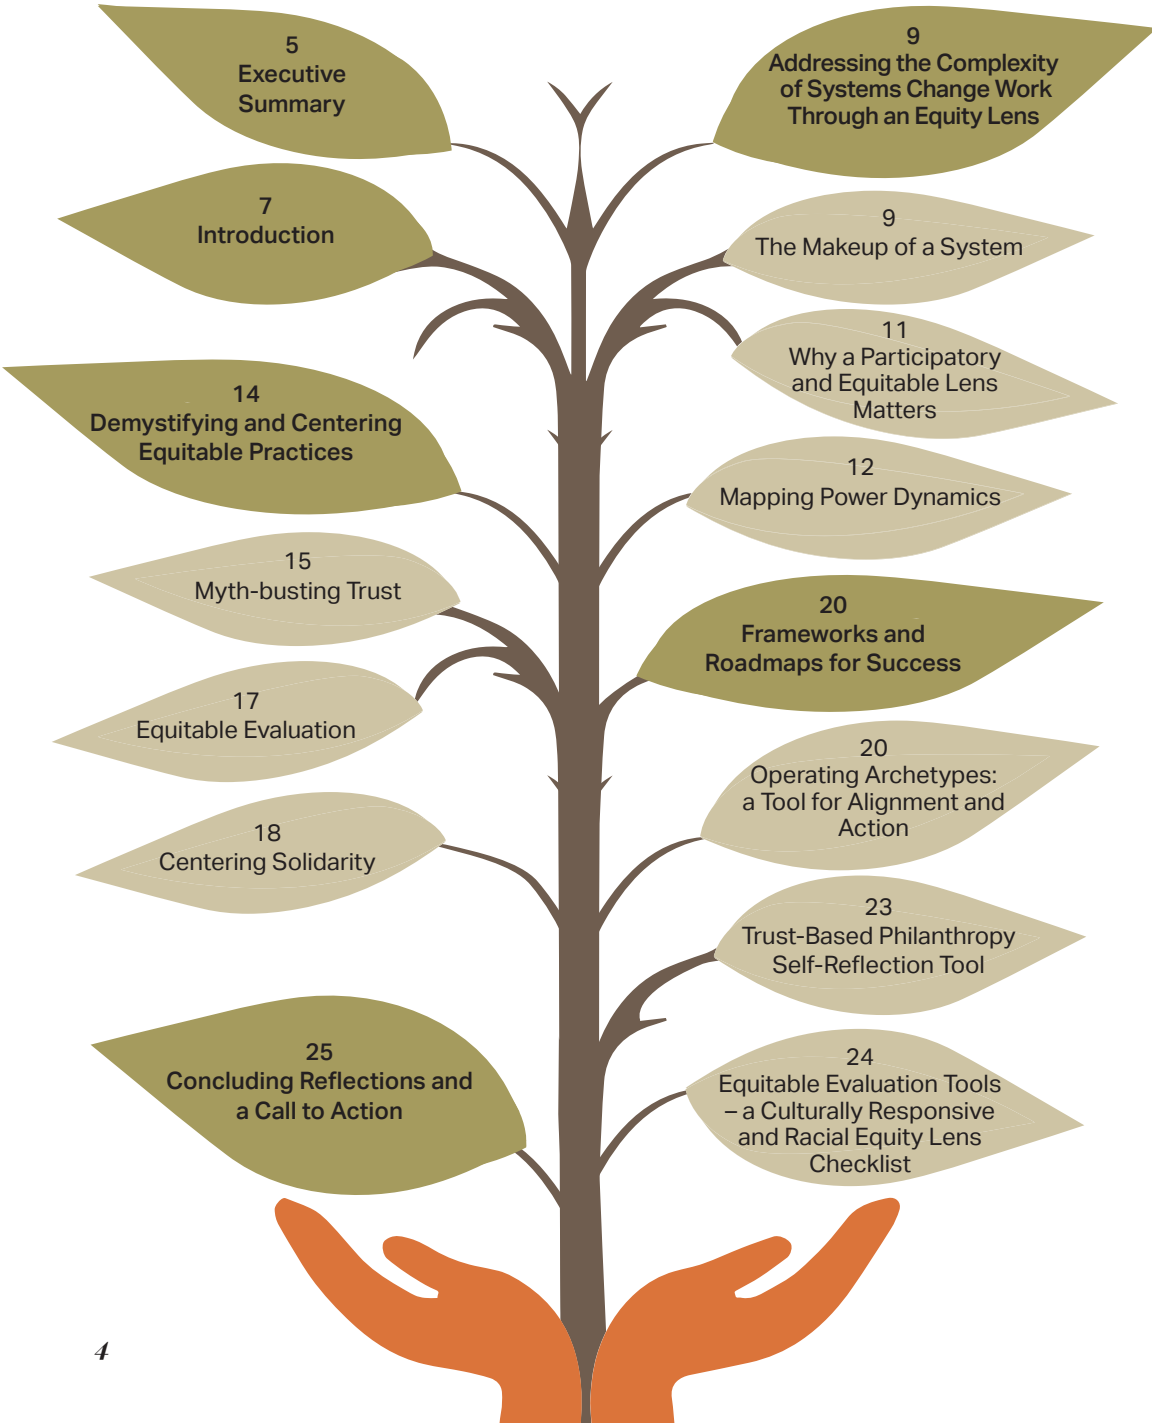 5
Executive
Summary
7
Introduction
9
Addressing the Complexity
of Systems Change Work
Through an Equity Lens
9
The Makeup of a System
11
Why a Participatory
and Equitable Lens
Matters
12
Mapping Power Dynamics
14
Demystifying and Centering
Equitable Practices
15
Myth-busting Trust
17
Equitable Evaluation
18
Centering Solidarity
20
Frameworks and
Roadmaps for Success
20
Operating Archetypes:
a Tool for Alignment and
Action
23
Trust-Based Philanthropy
Self-Reflection Tool
24
Equitable Evaluation Tools
– a Culturally Responsive
and Racial Equity Lens
Checklist
25
Concluding Reflections and
a Call to Action
4